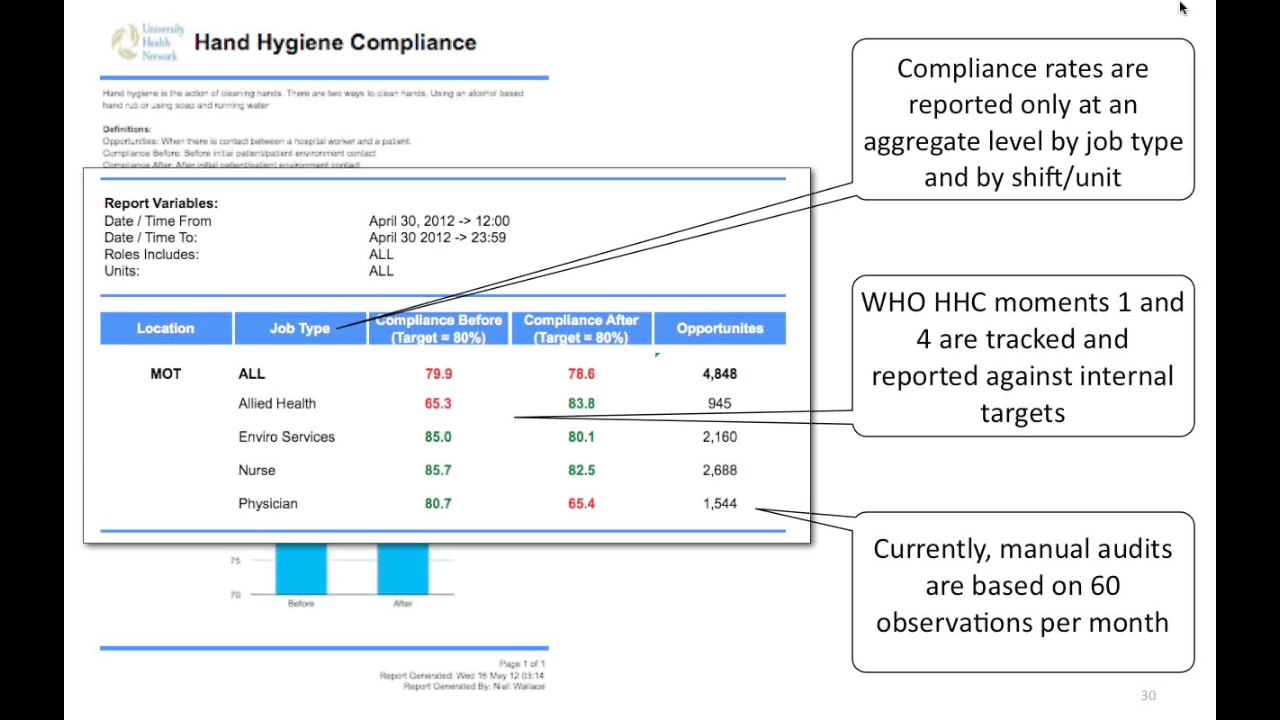 University
Health
Network
Hand Hygiene Compliance
Hand hygiene is the action of cleaning hands. There are two ways to clean hands. Using an alcohol based
hand rub or using soap and running water
Definitions:
Opportunities: When there is contact between a hospital worker and a patient.
Compliance Before: Before initial patient/patient environment contact
Compliance After: After initial patient/patient environment contact
Report Variables:
Date / Time From April 30, 2012 -> 12:00
Date / Time To: April 30 2012 -> 23:59
Roles Includes: ALL
Units: ALL
Location Job Type Compliance Before (Target = 80%) Compliance After (Target = 80%) Opportunites
MOT ALL 79.9 78.6 4,848
Allied Health 65.3 83.8 945
Enviro Services 85.0 80.1 2,160
Nurse 85.7 82.5 2,688
Physician 80.7 65.4 1,544
75
70
Before After
Page 1 of 1
Report Generated: Wed 16 May 12 03:14
Report Generated By: Niall Wallace
Compliance rates are
reported only at an
aggregate level by job type
and by shift/unit
WHO HHC moments 1 and
4 are tracked and
reported against internal
targets
Currently, manual audits
are based on 60
observations per month
30